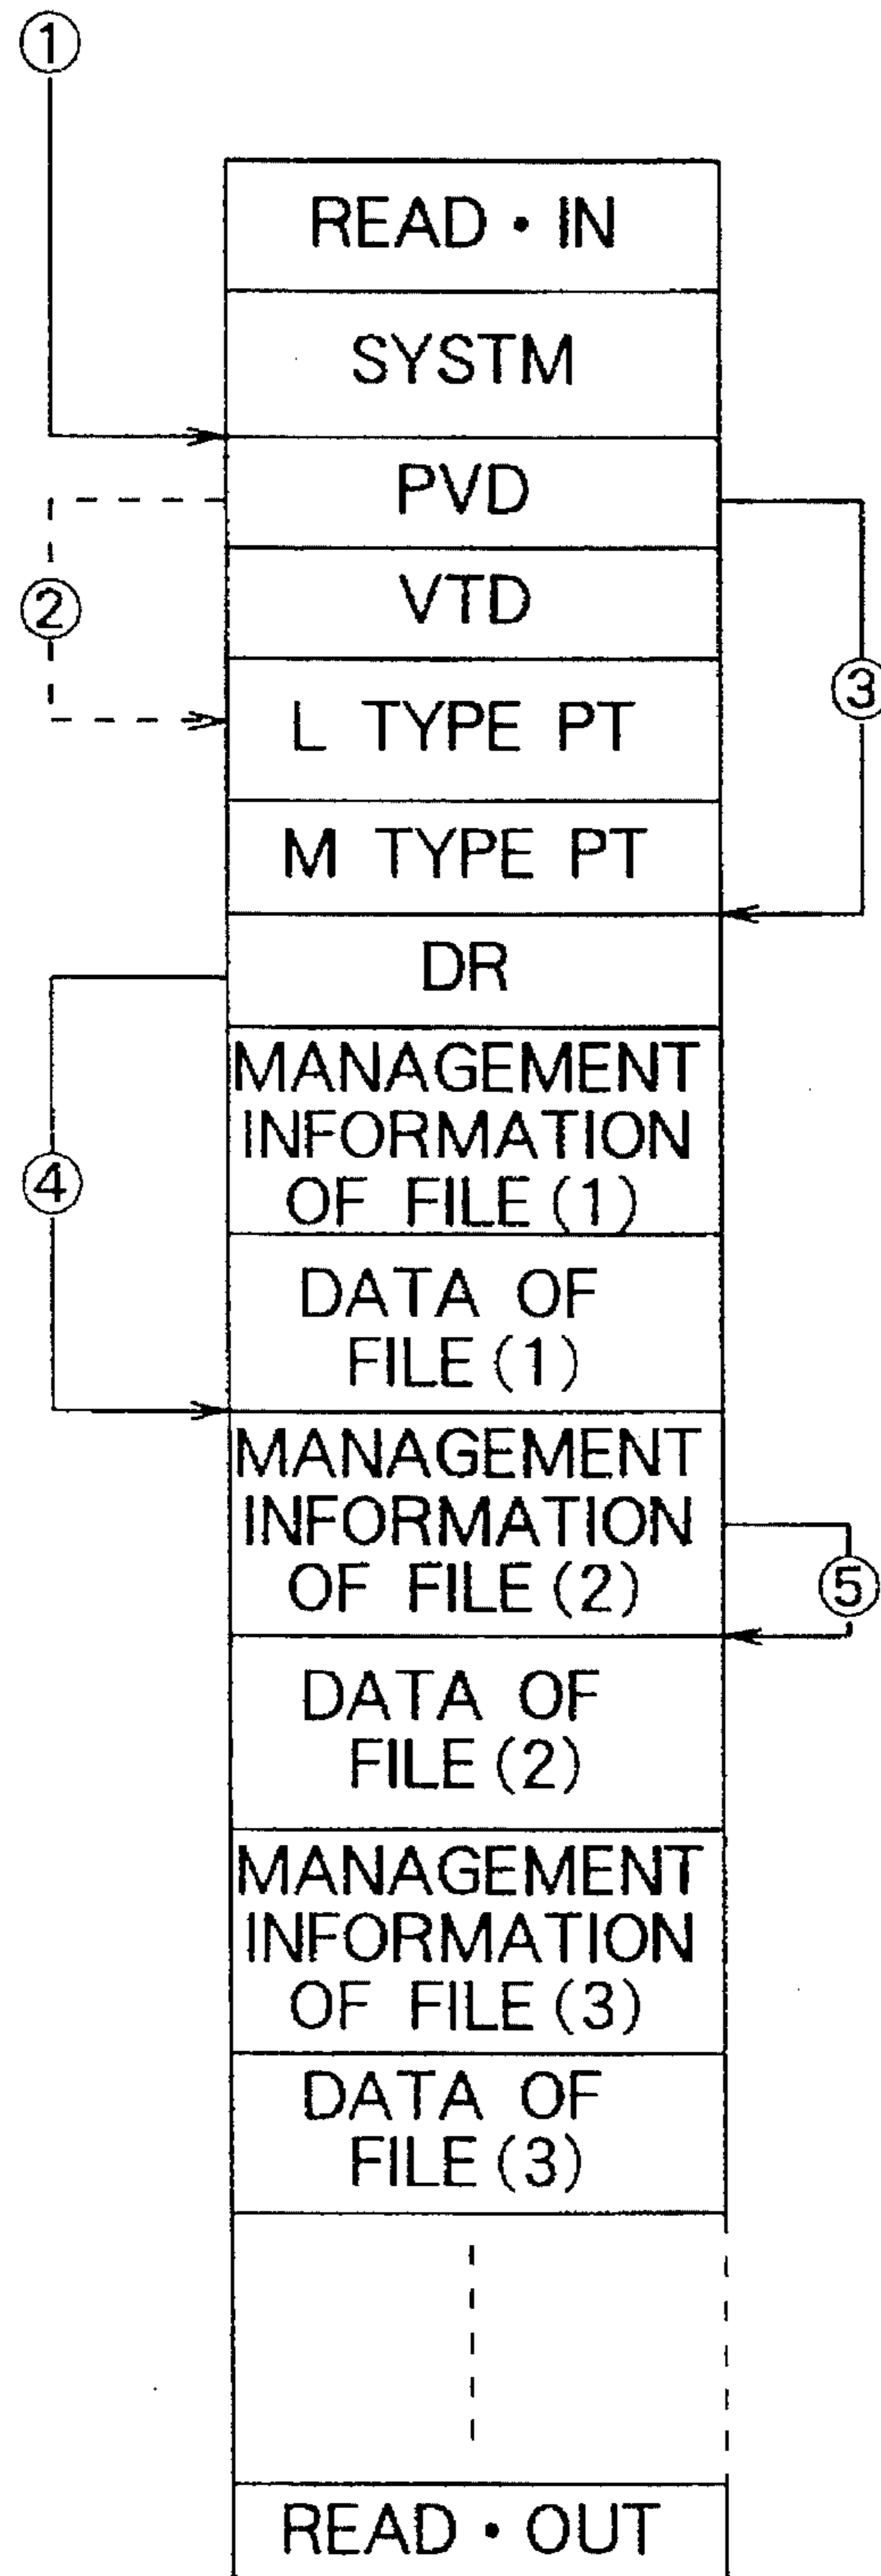 ①
READ・IN
SYSTM
PVD
②
VTD
③
L TYPE PT
M TYPE PT
DR
MANAGEMENT
INFORMATION
OF FILE(1)
④
DATA OF
FILE(1)
MANAGEMENT
INFORMATION
OF FILE(2)
⑤
DATA OF
FILE(2)
MANAGEMENT
INFORMATION
OF FILE(3)
DATA OF
FILE(3)
READ・OUT